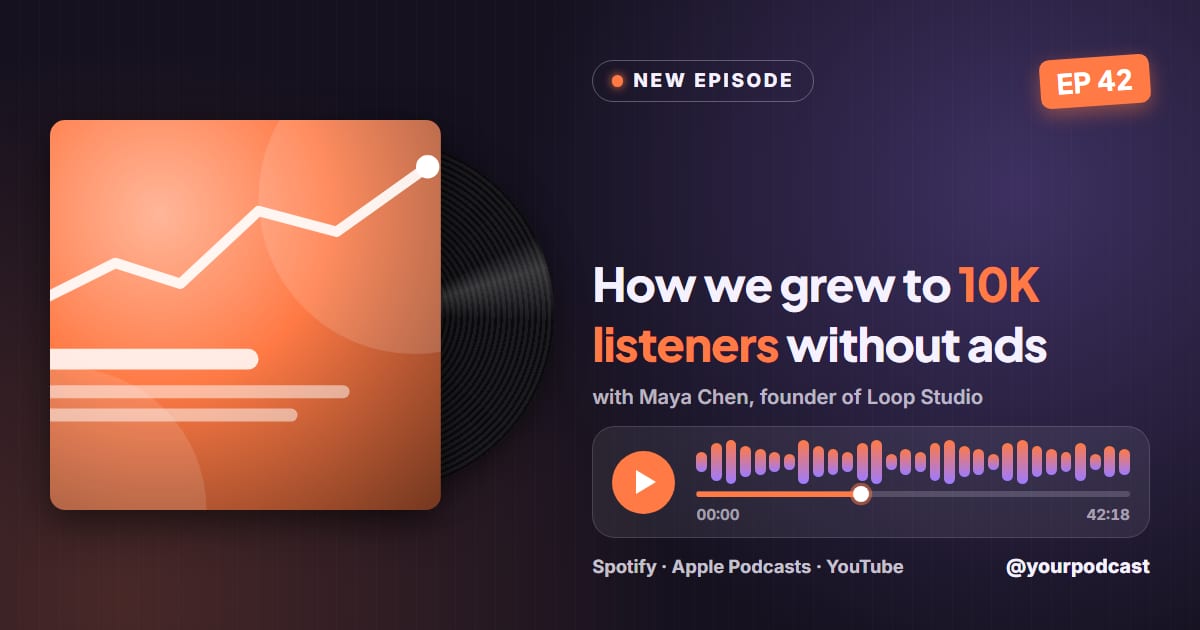 NEW EPISODE
EP 42
How we grew to 10K
listeners without ads
with Maya Chen, founder of Loop Studio
00:00
42:18
Spotify · Apple Podcasts · YouTube
@yourpodcast